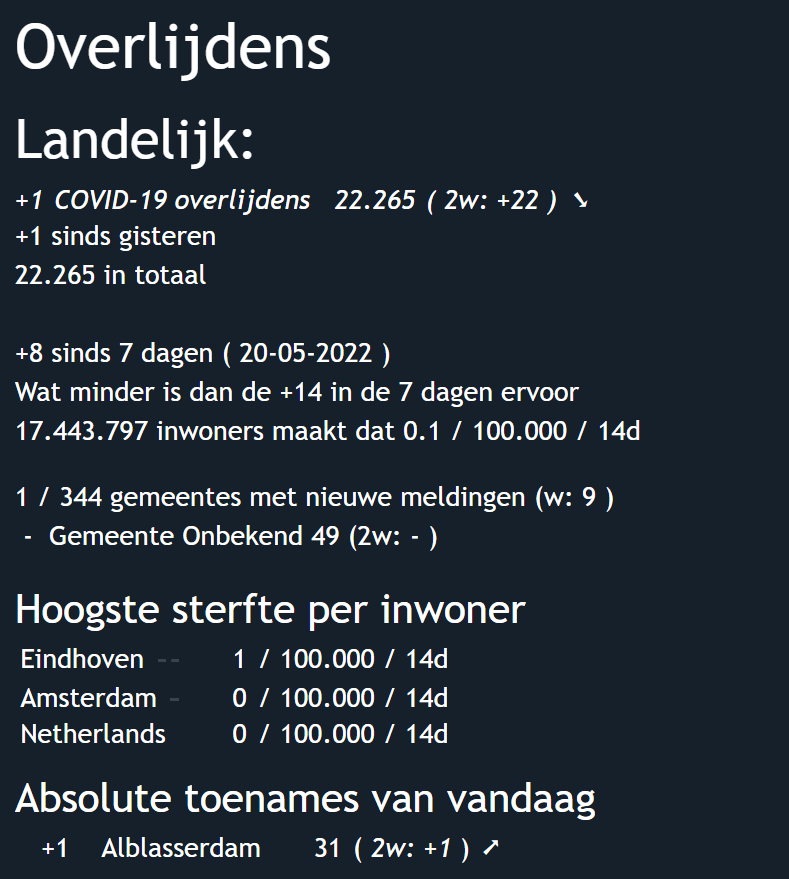 Overlijdens
Landelijk:
+1 COVID-19 overlijdens 22.265 ( 2w: +22 ) ➘
+1 sinds gisteren
22.265 in totaal
+8 sinds 7 dagen ( 20-05-2022 )
Wat minder is dan de +14 in de 7 dagen ervoor
17.443.797 inwoners maakt dat 0.1 / 100.000 / 14d
1 / 344 gemeentes met nieuwe meldingen (w: 9 )
- Gemeente Onbekend 49 (2w: - )
Hoogste sterfte per inwoner
Eindhoven -- 1 / 100.000 / 14d
Amsterdam - 0 / 100.000 / 14d
Netherlands 0 / 100.000 / 14d
Absolute toenames van vandaag
+1 Alblasserdam 31 ( 2w: +1 ) ➚